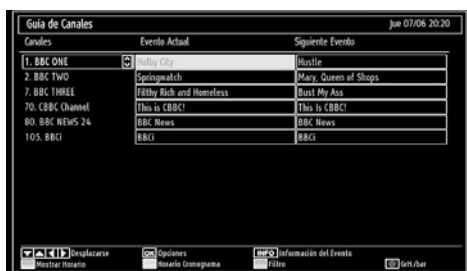 Guía de Canales Jue 07/06 20:20
Canales Evento Actual Siguiente Evento
1. BBC ONE Holby City Hustle
2. BBC TWO Springwatch Mary, Queen of Shops
7. BBC THREE Filthy Rich and Homeless Bust My Ass
70. CBBC Channel This is CBBC! This Is CBBC!
80. BBC NEWS 24 BBC News BBC News
105. BBCi BBCi BBCi
Desplazarse OK Opciones INFO Información del Evento
Mostrar Horario Horario Cronograma Filtro Grft./bar